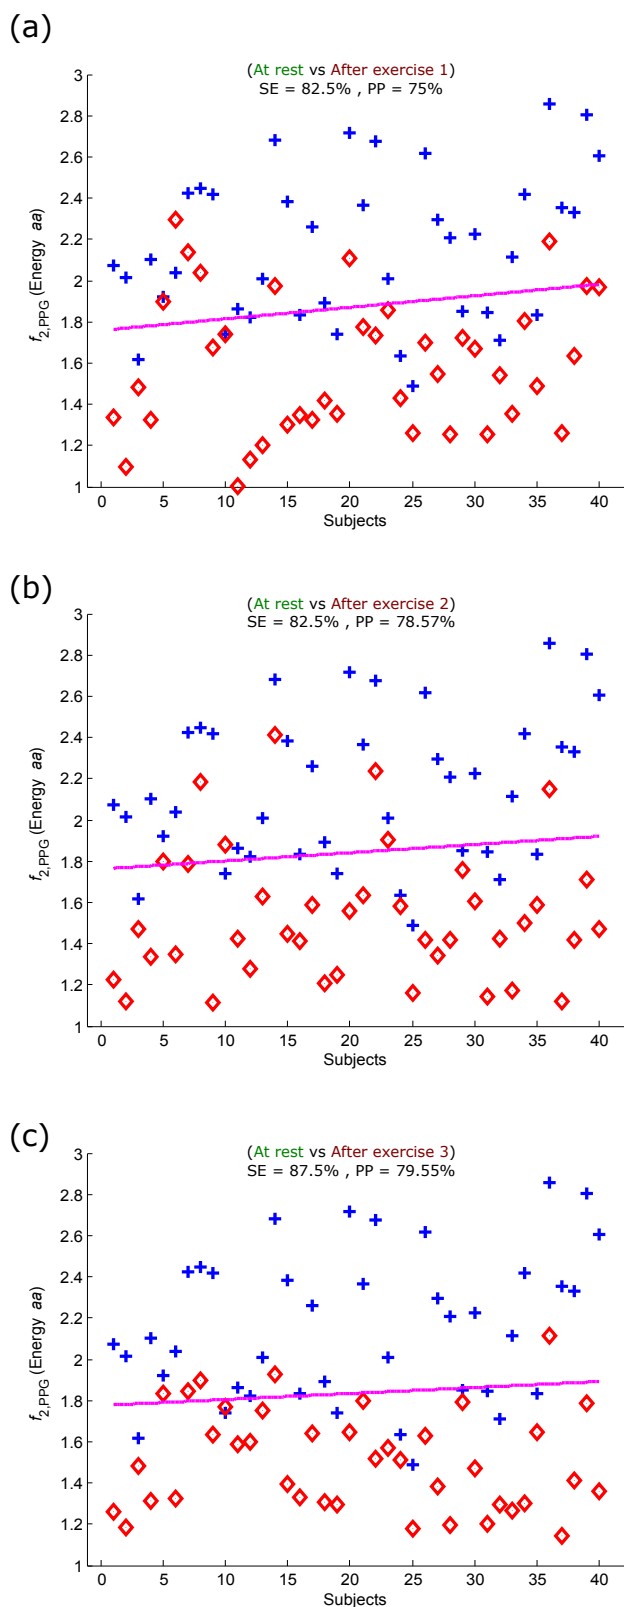 (a)
(At rest vs After exercise 1)
SE = 82.5% , PP = 75%
3
2.8
2.6
2.4
2.2
2
1.8
1.6
1.4
1.2
1
f2,PPG (Energy aa)
0 5 10 15 20 25 30 35 40
Subjects
(b)
(At rest vs After exercise 2)
SE = 82.5% , PP = 78.57%
3
2.8
2.6
2.4
2.2
2
1.8
1.6
1.4
1.2
1
f2,PPG (Energy aa)
0 5 10 15 20 25 30 35 40
Subjects
(c)
(At rest vs After exercise 3)
SE = 87.5% , PP = 79.55%
3
2.8
2.6
2.4
2.2
2
1.8
1.6
1.4
1.2
1
f2,PPG (Energy aa)
0 5 10 15 20 25 30 35 40
Subjects